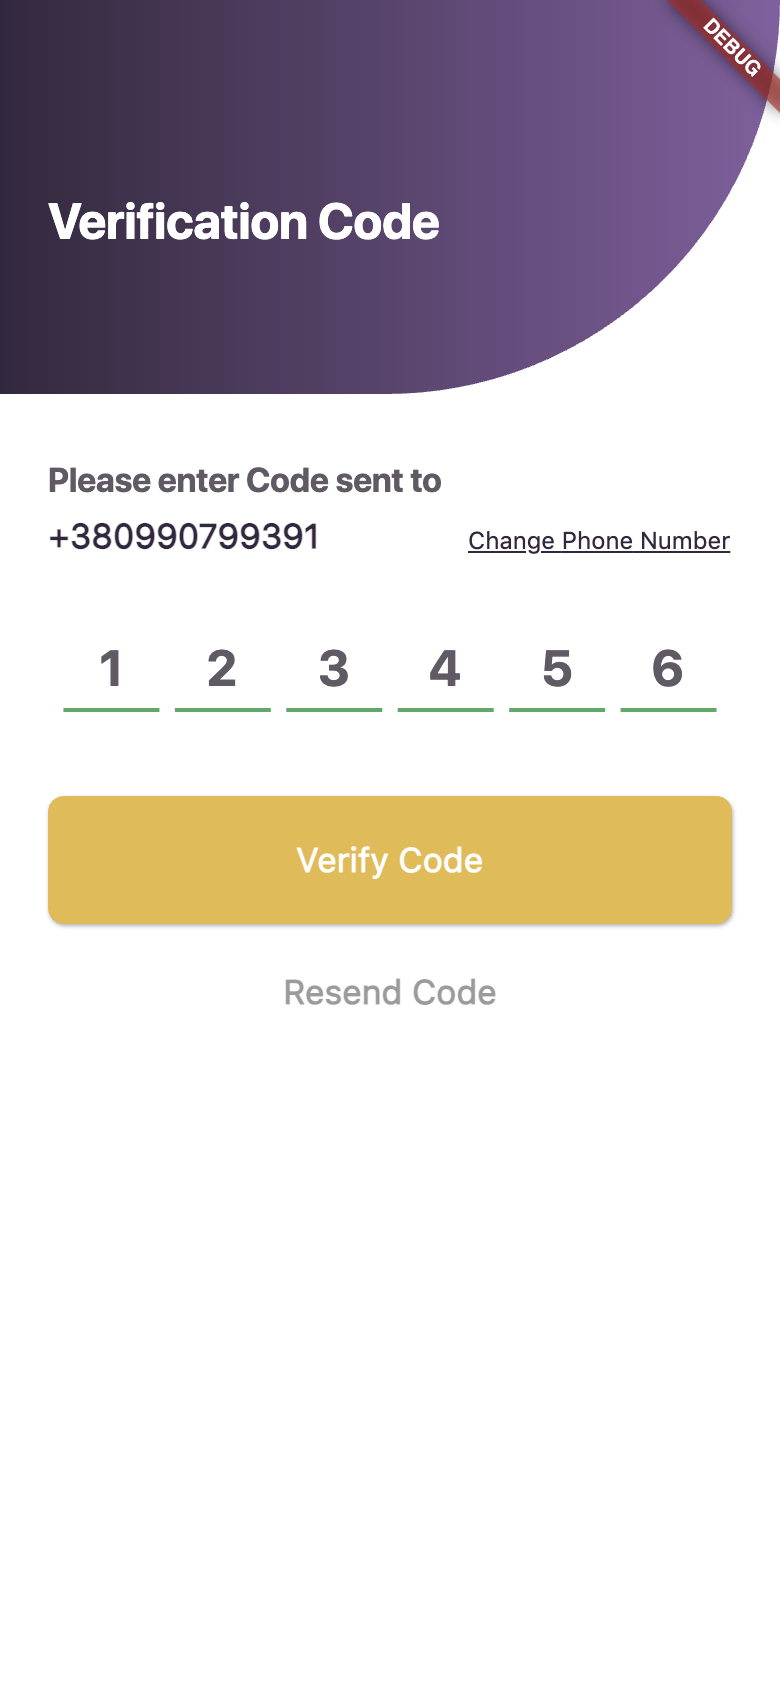 DEBUG
Verification Code
Please enter Code sent to
+380990799391 Change Phone Number
1 2 3 4 5 6
Verify Code
Resend Code